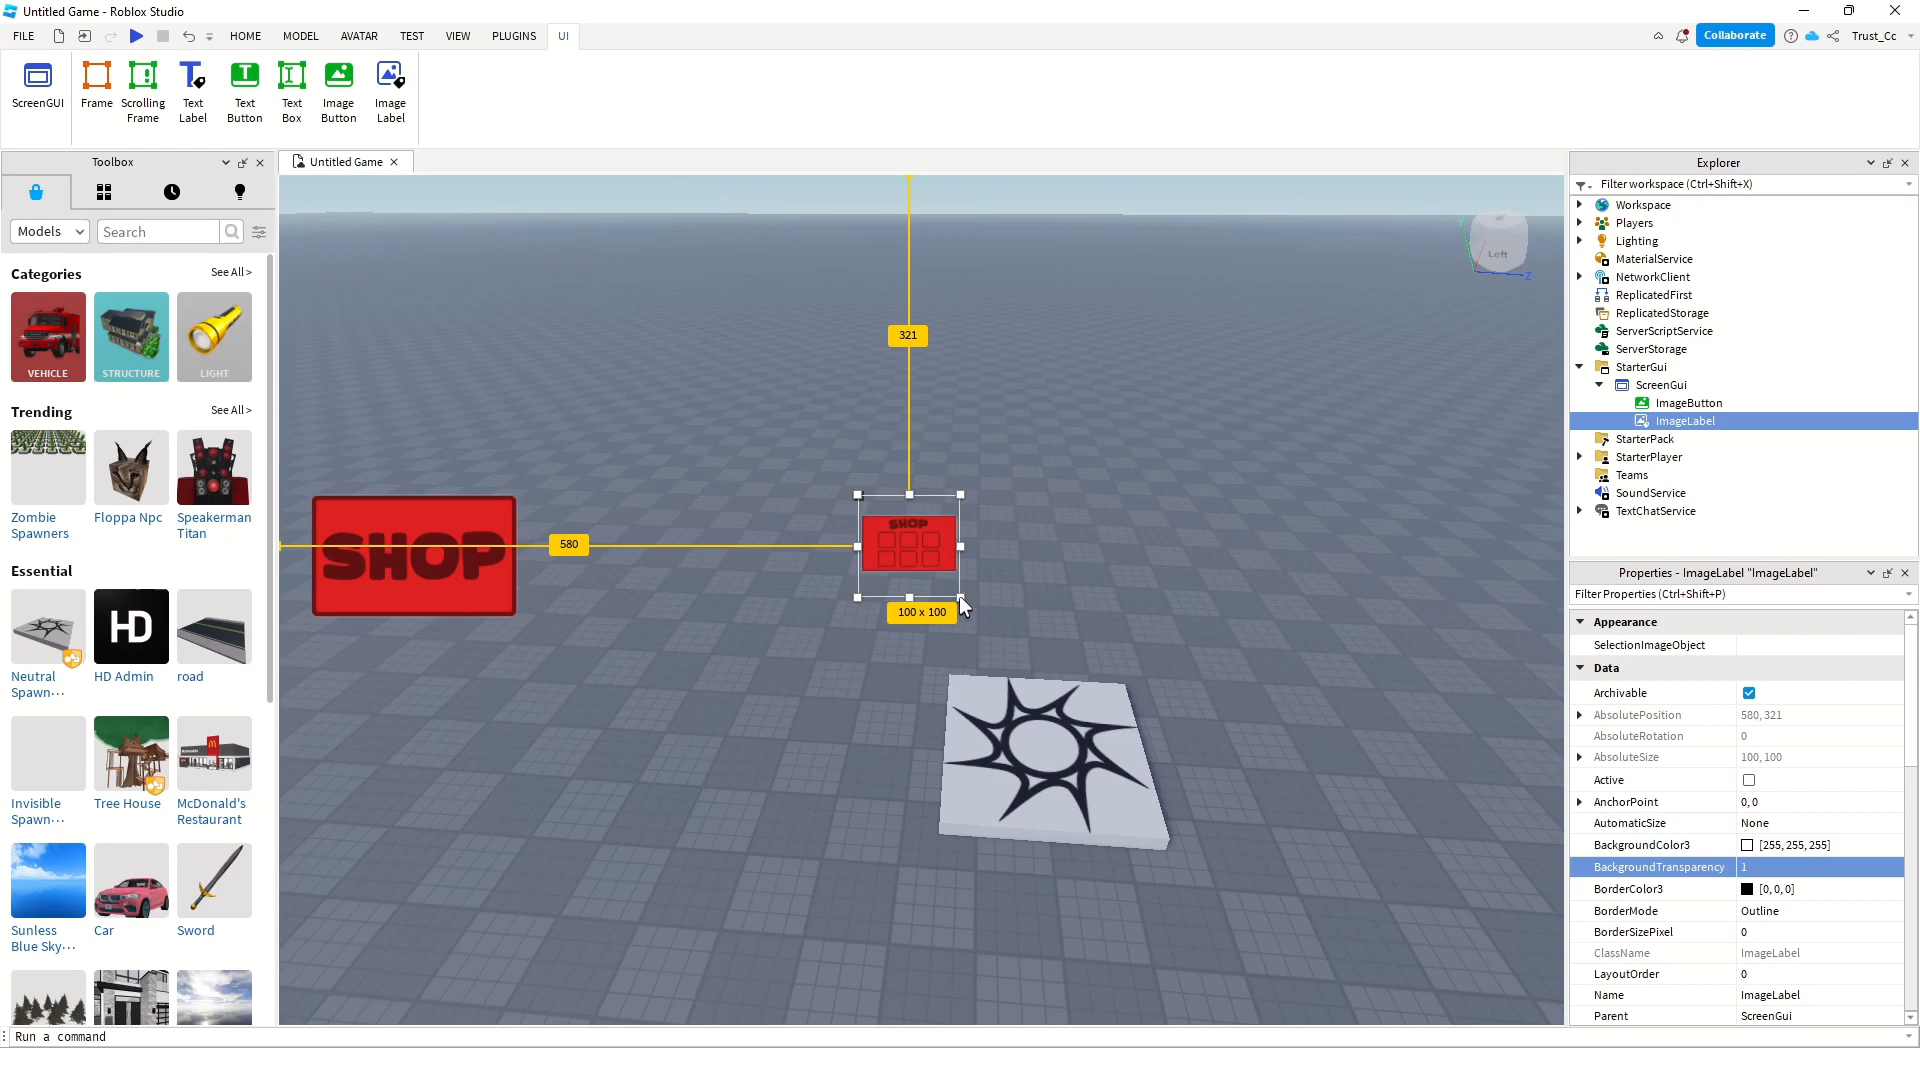 Untitled Game - Roblox Studio
FILE
HOME
MODEL
AVATAR
TEST
VIEW
PLUGINS
UI
Collaborate
Trust_Cc
ScreenGUI
Frame
Scrolling
Frame
Text
Label
Text
Button
Text
Box
Image
Button
Image
Label
Toolbox
Models
Search
Categories
See All >
VEHICLE
STRUCTURE
LIGHT
Trending
See All >
Zombie
Spawners
Floppa Npc
Speakerman
Titan
Essential
HD
Neutral
Spawn...
HD Admin
road
Invisible
Spawn...
Tree House
McDonald's
Restaurant
Sunless
Blue Sky...
Car
Sword
Untitled Game
321
Left
Z
SHOP
580
SHOP
100 x 100
Explorer
Filter workspace (Ctrl+Shift+X)
Workspace
Players
Lighting
MaterialService
NetworkClient
ReplicatedFirst
ReplicatedStorage
ServerScriptService
ServerStorage
StarterGui
ScreenGui
ImageButton
ImageLabel
StarterPack
StarterPlayer
Teams
SoundService
TextChatService
Properties - ImageLabel "ImageLabel"
Filter Properties (Ctrl+Shift+P)
Appearance
SelectionImageObject
Data
Archivable
AbsolutePosition 580, 321
AbsoluteRotation 0
AbsoluteSize 100, 100
Active
AnchorPoint 0, 0
AutomaticSize None
BackgroundColor3 [255, 255, 255]
BackgroundTransparency 1
BorderColor3 [0, 0, 0]
BorderMode Outline
BorderSizePixel 0
ClassName ImageLabel
LayoutOrder 0
Name ImageLabel
Parent ScreenGui
Run a command